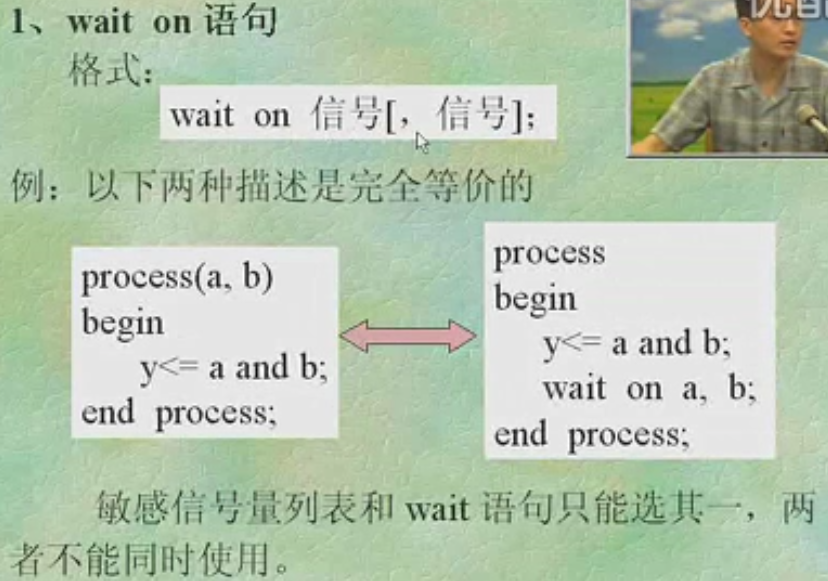 1、wait on 语句
格式：
wait on 信号[，信号];
例：以下两种描述是完全等价的
process(a, b)
begin
y<= a and b;
end process;
process
begin
y<= a and b;
wait on a, b;
end process;
敏感信号量列表和 wait 语句只能选其一，两
者不能同时使用。